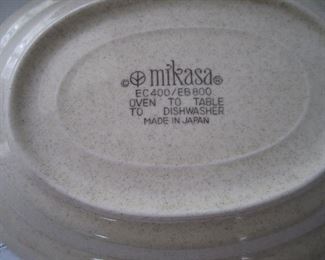 © mikasa ®
EC400/EB800
OVEN TO TABLE
TO DISHWASHER
MADE IN JAPAN